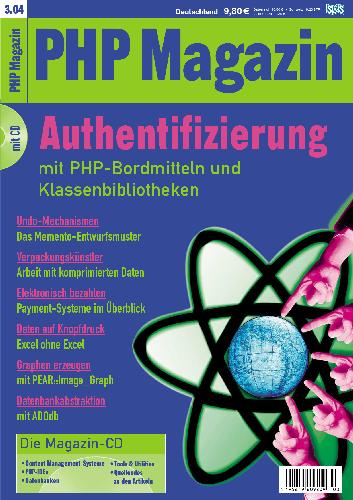 3.04
Deutschland 9,80 €
PHP Magazin
PHP Magazin
mit CD
Authentifizierung
mit PHP-Bordmitteln und
Klassenbibliotheken
Undo-Mechanismen
Das Memento-Entwurfsmuster
Verpackungskünstler
Arbeit mit komprimierten Daten
Elektronisch bezahlen
Payment-Systeme im Überblick
Daten auf Knopfdruck
Excel ohne Excel
Graphen erzeugen
mit PEAR::Image_Graph
Datenbankabstraktion
mit ADOdb
Die Magazin-CD
• Content Management Systeme
• PHP-IDEs
• Datenbanken
• Tools & Utilities
• Quellcodes
zu den Artikeln